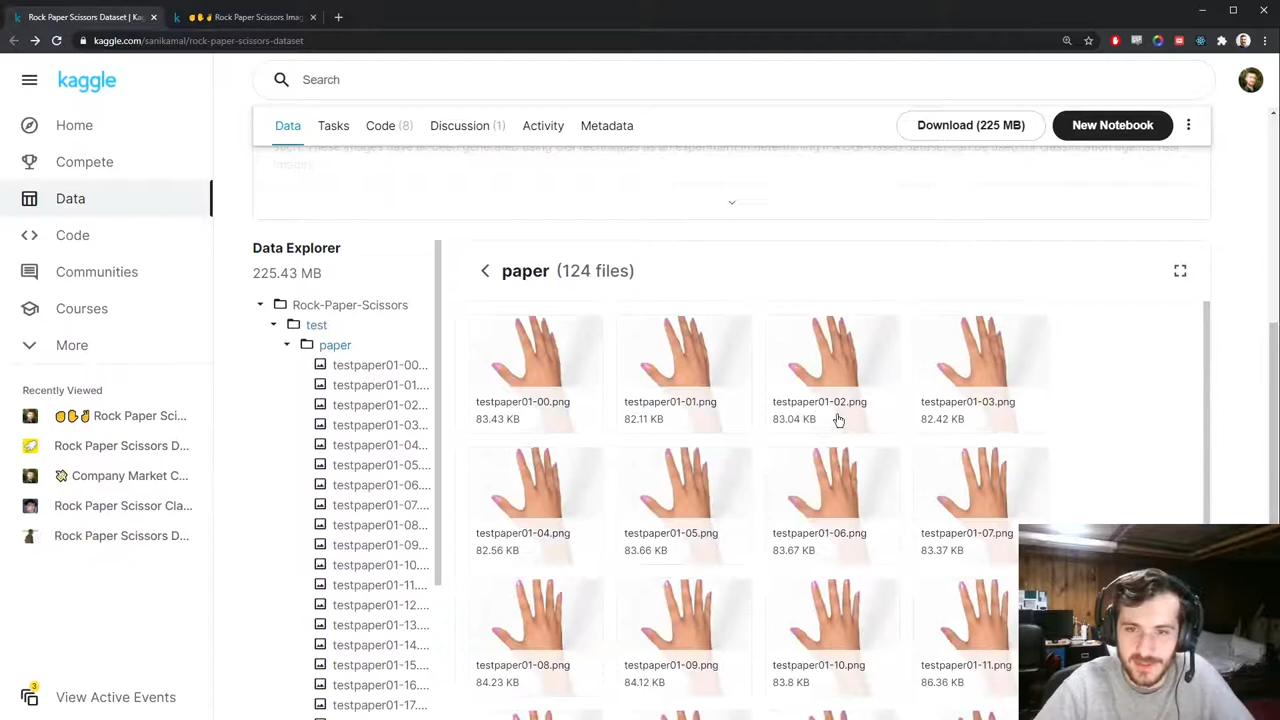 Rock Paper Scissors Dataset | Ka
Rock Paper Scissors Imag
kaggle.com/sanikamal/rock-paper-scissors-dataset
kaggle
Search
Home
Compete
Data
Code
Communities
Courses
More
Recently Viewed
Rock Paper Sci...
Rock Paper Scissors D...
Company Market C...
Rock Paper Scissor Cla...
Rock Paper Scissors D...
3
View Active Events
Data
Tasks
Code (8)
Discussion (1)
Activity
Metadata
Download (225 MB)
New Notebook
Data Explorer
225.43 MB
Rock-Paper-Scissors
test
paper
testpaper01-00...
testpaper01-01....
testpaper01-02...
testpaper01-03....
testpaper01-04...
testpaper01-05....
testpaper01-06...
testpaper01-07....
testpaper01-08...
testpaper01-09...
testpaper01-10....
testpaper01-11....
testpaper01-12....
testpaper01-13....
testpaper01-14....
testpaper01-15....
testpaper01-16....
testpaper01-17....
paper (124 files)
testpaper01-00.png
83.43 KB
testpaper01-01.png
82.11 KB
testpaper01-02.png
83.04 KB
testpaper01-03.png
82.42 KB
testpaper01-04.png
82.56 KB
testpaper01-05.png
83.66 KB
testpaper01-06.png
83.67 KB
testpaper01-07.png
83.37 KB
testpaper01-08.png
84.23 KB
testpaper01-09.png
84.12 KB
testpaper01-10.png
83.8 KB
testpaper01-11.png
86.36 KB